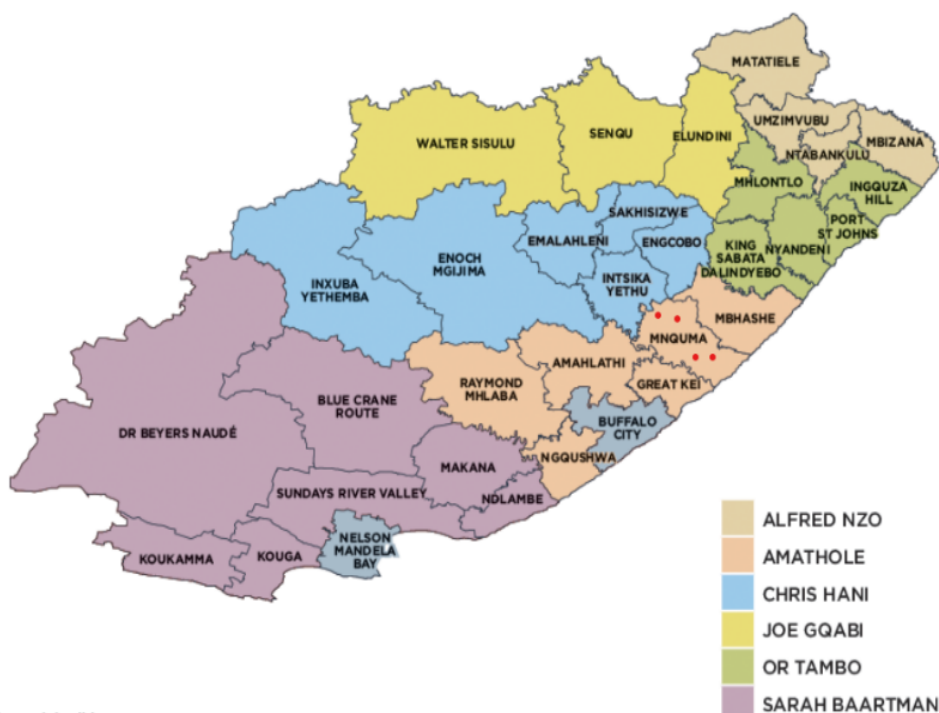 MATATIELE
UMZIMVUBU
MBIZANA
NTABANKULU
WALTER SISULU
SENQU
ELUNDINI
MHLONTLO
INGQUZA
HILL
PORT
ST JOHNS
SAKHISIZWE
EMALAHLENI
ENGCOBO
KING
SABATA
DALINDYEBO
NYANDENI
ENOCH
MGIJIMA
INXUBA
YETHEMBA
INTSIKA
YETHU
MBHASHE
MNQUMA
AMAHLATHI
GREAT KEI
RAYMOND
MHLABA
BLUE CRANE
ROUTE
BUFFALO
CITY
DR BEYERS NAUDÉ
NGQUSHWA
MAKANA
SUNDAYS RIVER VALLEY
NDLAMBE
NELSON
MANDELA
BAY
KOUKAMMA
KOUGA
ALFRED NZO
AMATHOLE
CHRIS HANI
JOE GQABI
OR TAMBO
SARAH BAARTMAN